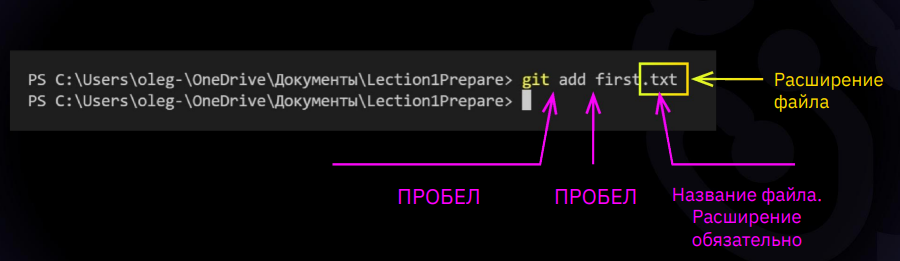 PS C:\Users\oleg-\OneDrive\Документы\Lection1Prepare> git add first.txt
PS C:\Users\oleg-\OneDrive\Документы\Lection1Prepare>
Расширение
файла
ПРОБЕЛ
ПРОБЕЛ
Название файла.
Расширение
обязательно